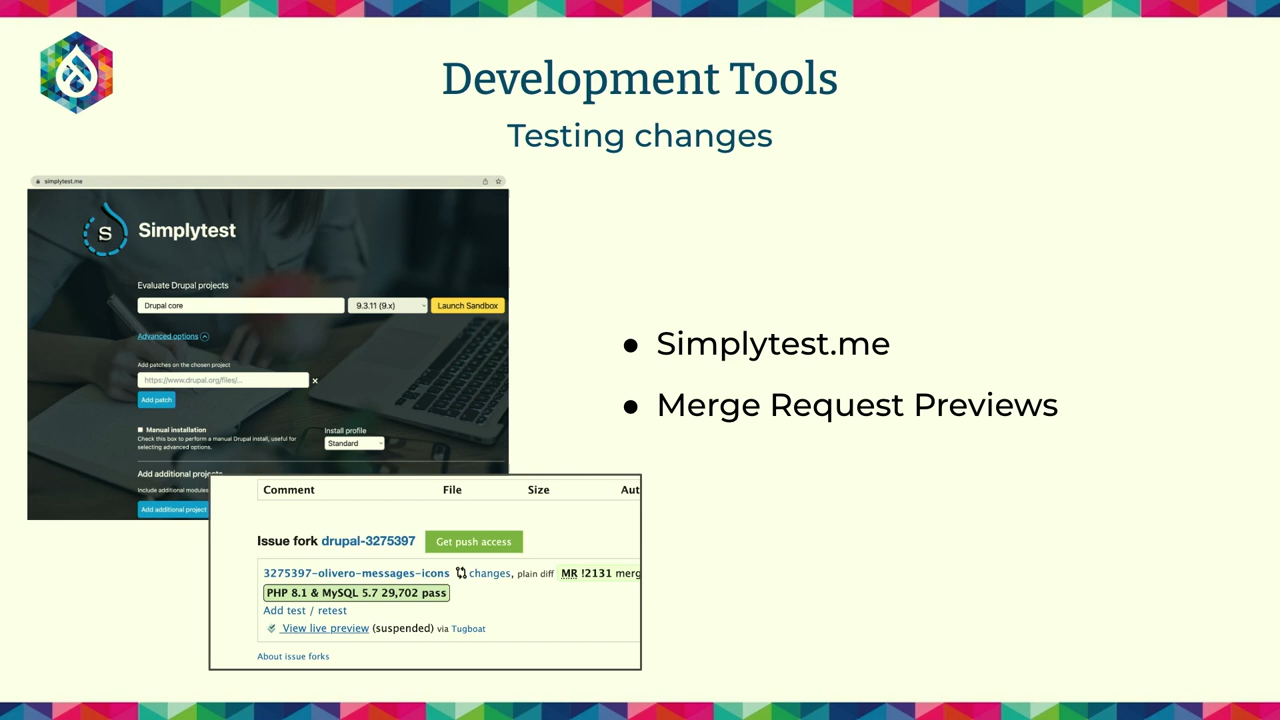 Development Tools
Testing changes
simplytest.me
S
Simplytest
Evaluate Drupal projects
Drupal core
9.3.11 (9.x)
Launch Sandbox
Advanced options
Add patches on the chosen project
https://www.drupal.org/files/...
Add patch
Manual installation
Check this box to perform a manual Drupal install, useful for
selecting advanced options.
Install profile
Standard
Add additional projects
Include additional modules
Add additional project
Comment File Size Aut
Issue fork drupal-3275397 Get push access
3275397-olivero-messages-icons changes, plain diff MR !2131 merg
PHP 8.1 & MySQL 5.7 29,702 pass
Add test / retest
View live preview (suspended) via Tugboat
About issue forks
● Simplytest.me
● Merge Request Previews